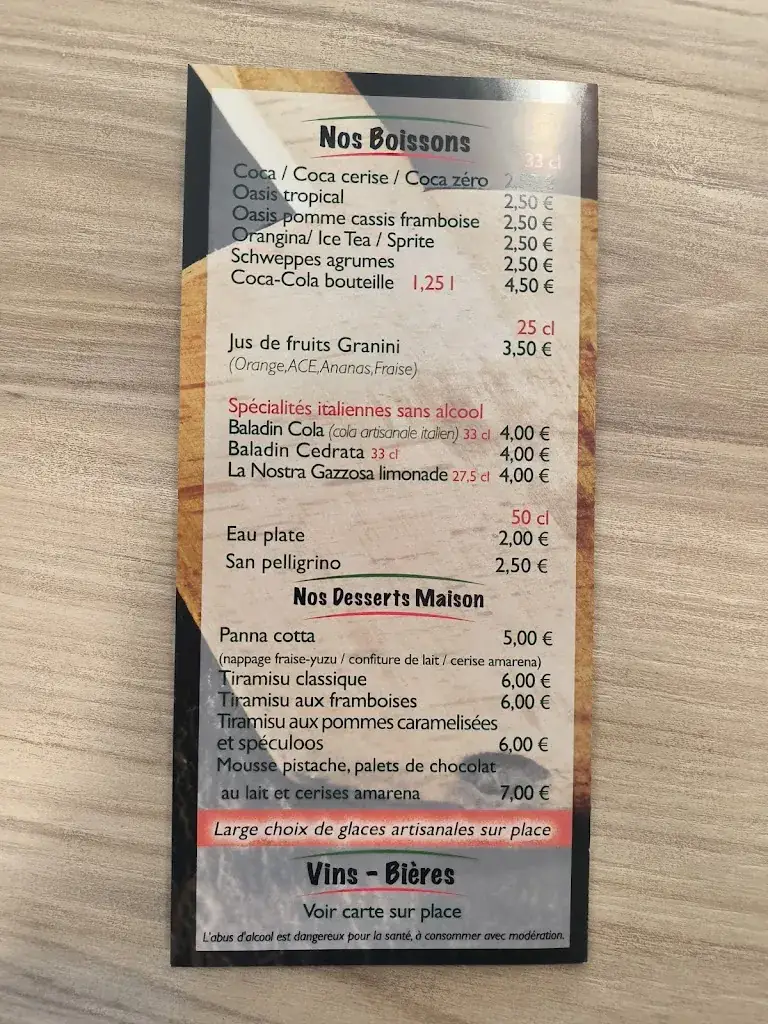 Nos Boissons
33 cl
Coca / Coca cerise / Coca zéro 2,50 €
Oasis tropical 2,50 €
Oasis pomme cassis framboise 2,50 €
Orangina/ Ice Tea / Sprite 2,50 €
Schweppes agrumes 2,50 €
Coca-Cola bouteille 1,25 l 4,50 €
25 cl
Jus de fruits Granini 3,50 €
(Orange,ACE,Ananas,Fraise)
Spécialités italiennes sans alcool
Baladin Cola (cola artisanale italien) 33 cl 4,00 €
Baladin Cedrata 33 cl 4,00 €
La Nostra Gazzosa limonade 27,5 cl 4,00 €
50 cl
Eau plate 2,00 €
San pelligrino 2,50 €
Nos Desserts Maison
Panna cotta 5,00 €
(nappage fraise-yuzu / confiture de lait / cerise amarena)
Tiramisu classique 6,00 €
Tiramisu aux framboises 6,00 €
Tiramisu aux pommes caramelisées
et spéculoos 6,00 €
Mousse pistache, palets de chocolat
au lait et cerises amarena 7,00 €
Large choix de glaces artisanales sur place
Vins - Bières
Voir carte sur place
L'abus d'alcool est dangereux pour la santé, à consommer avec modération.